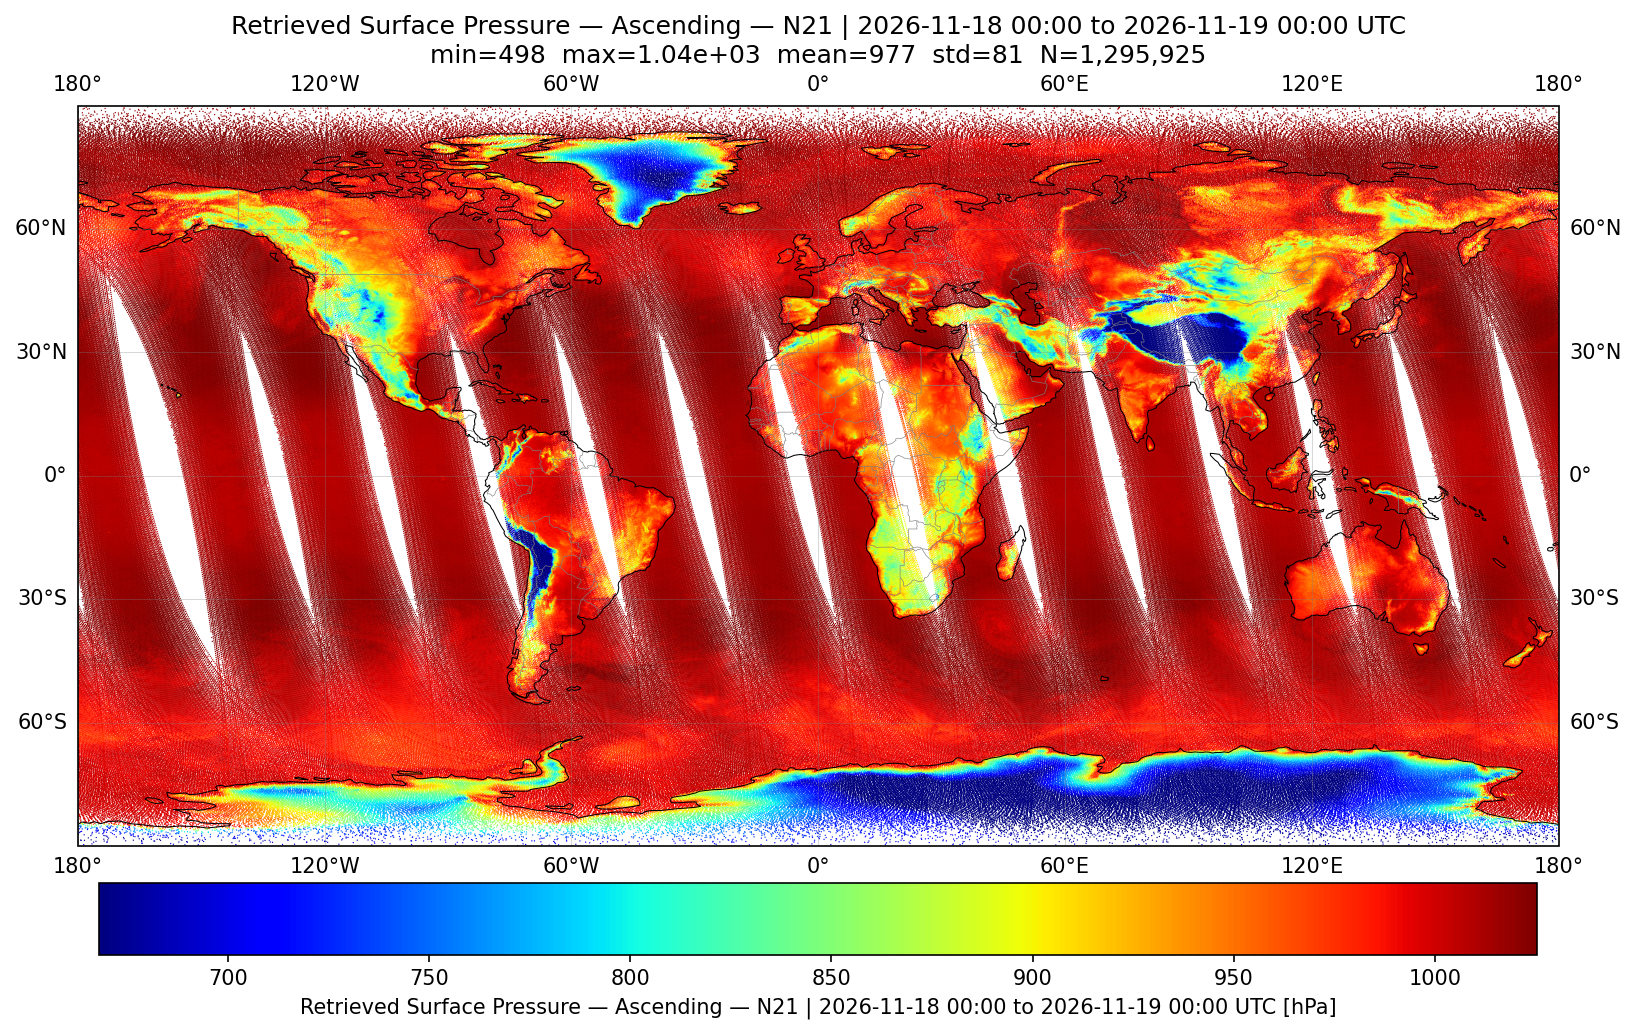 Retrieved Surface Pressure — Ascending — N21 | 2026-11-18 00:00 to 2026-11-19 00:00 UTC
min=498  max=1.04e+03  mean=977  std=81  N=1,295,925
180° 120°W 60°W 0° 60°E 120°E 180°
60°N 60°N
30°N 30°N
0° 0°
30°S 30°S
60°S 60°S
180° 120°W 60°W 0° 60°E 120°E 180°
700 750 800 850 900 950 1000
Retrieved Surface Pressure — Ascending — N21 | 2026-11-18 00:00 to 2026-11-19 00:00 UTC [hPa]